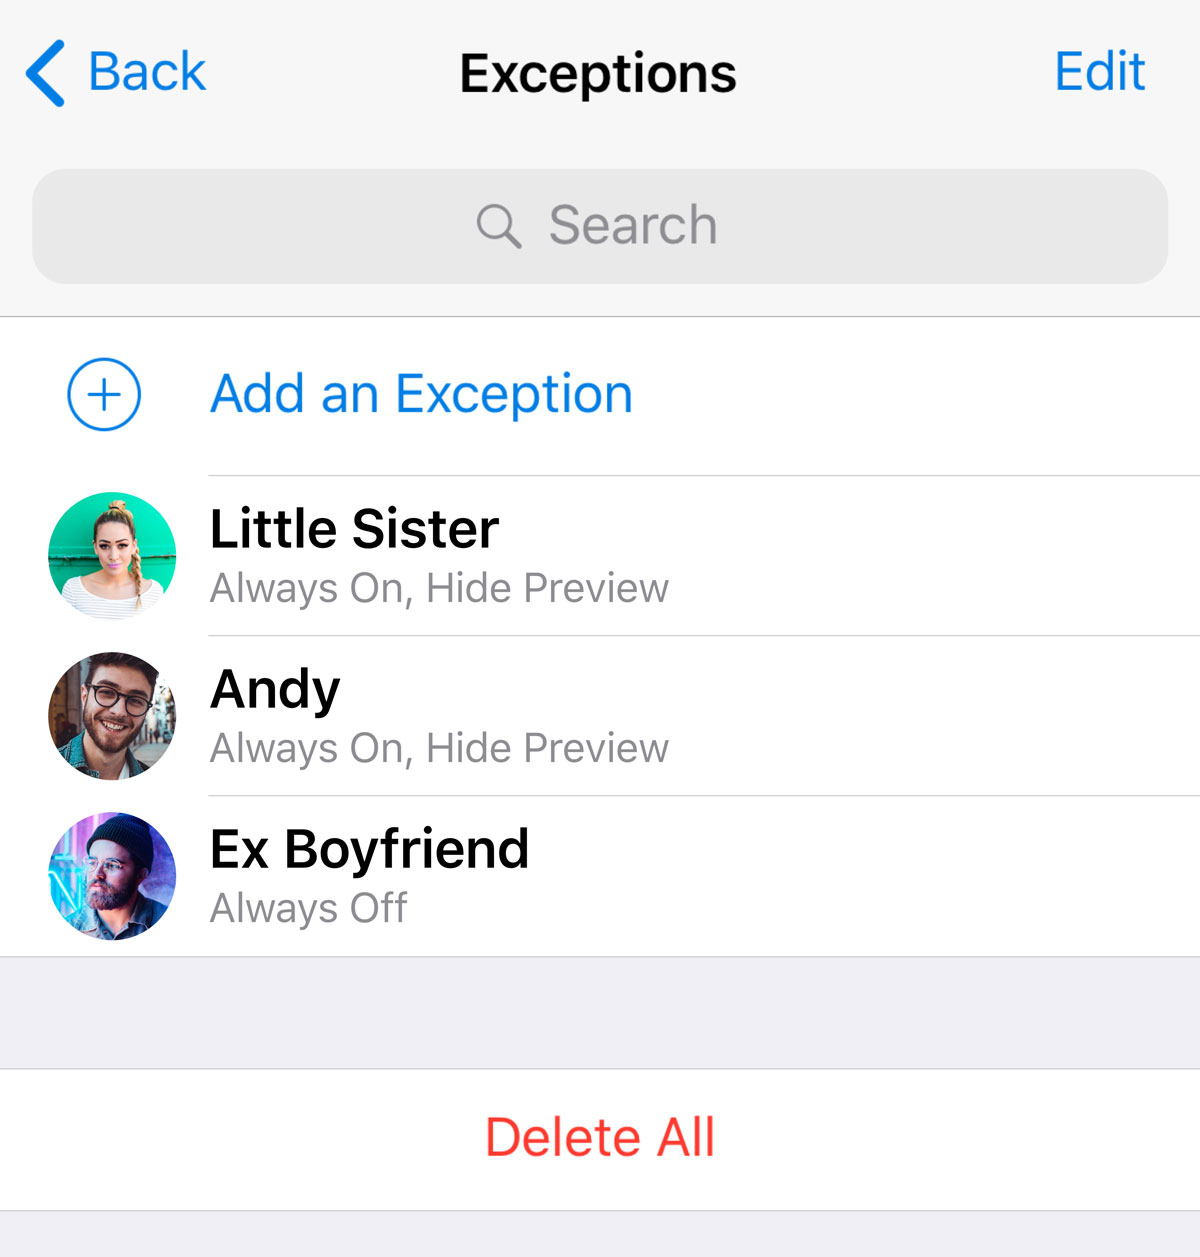 Back
Exceptions
Edit
Search
Add an Exception
Little Sister
Always On, Hide Preview
Andy
Always On, Hide Preview
Ex Boyfriend
Always Off
Delete All